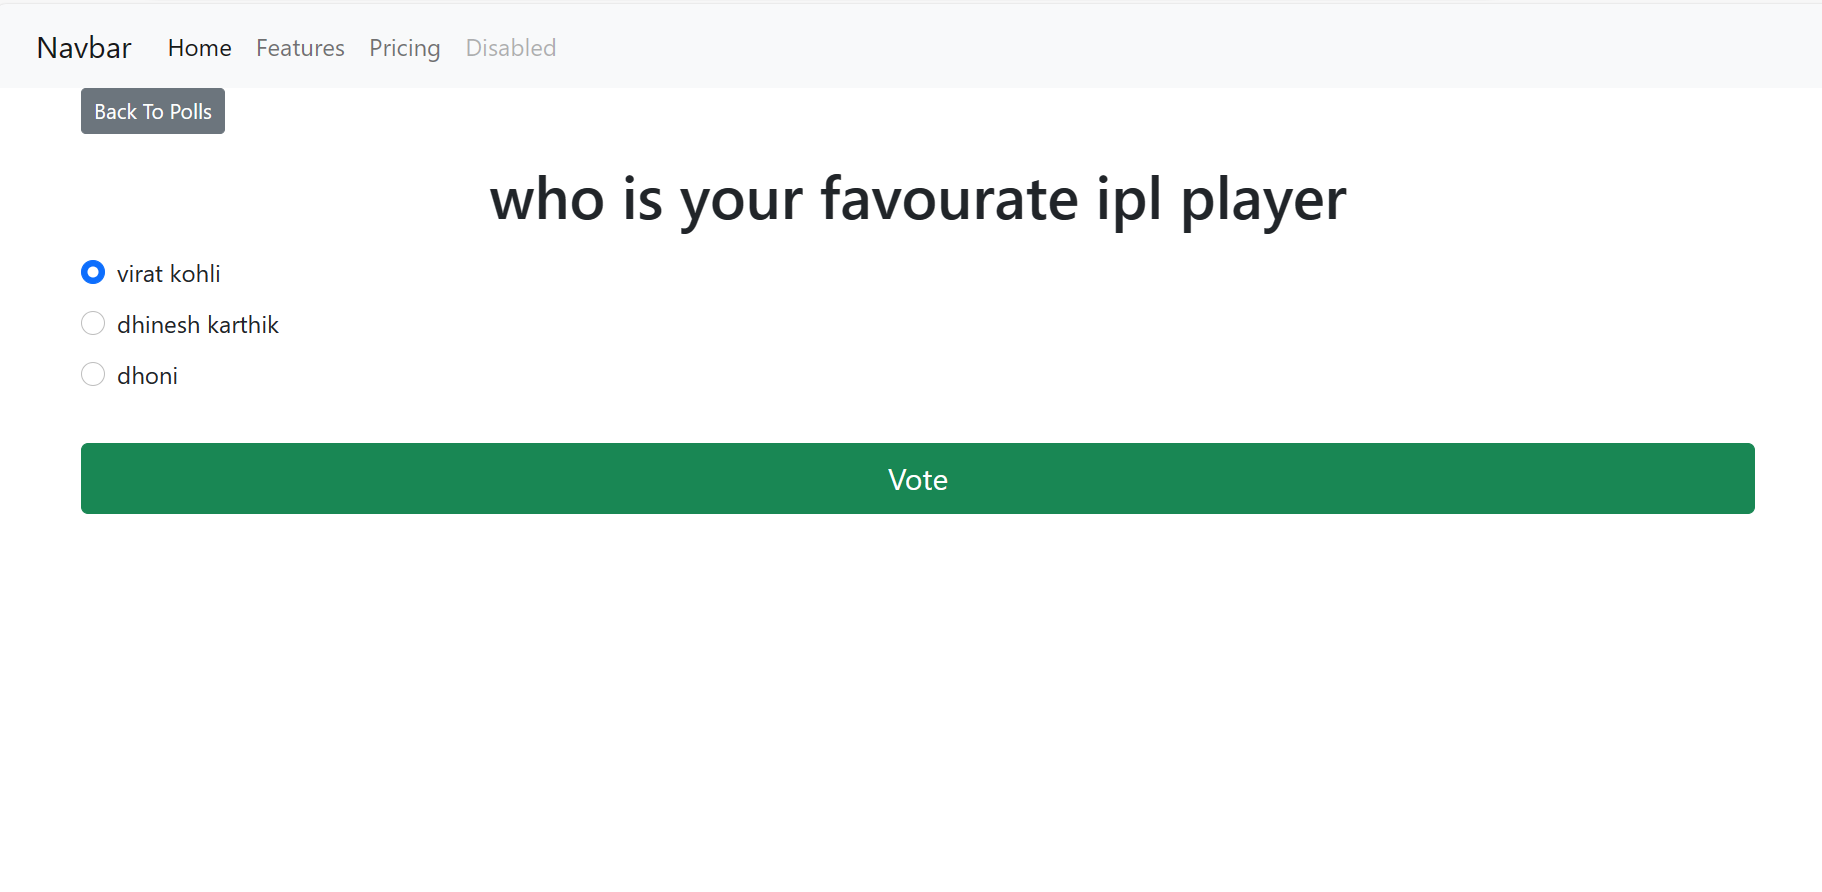 Navbar Home Features Pricing Disabled
Back To Polls
who is your favourate ipl player
virat kohli
dhinesh karthik
dhoni
Vote